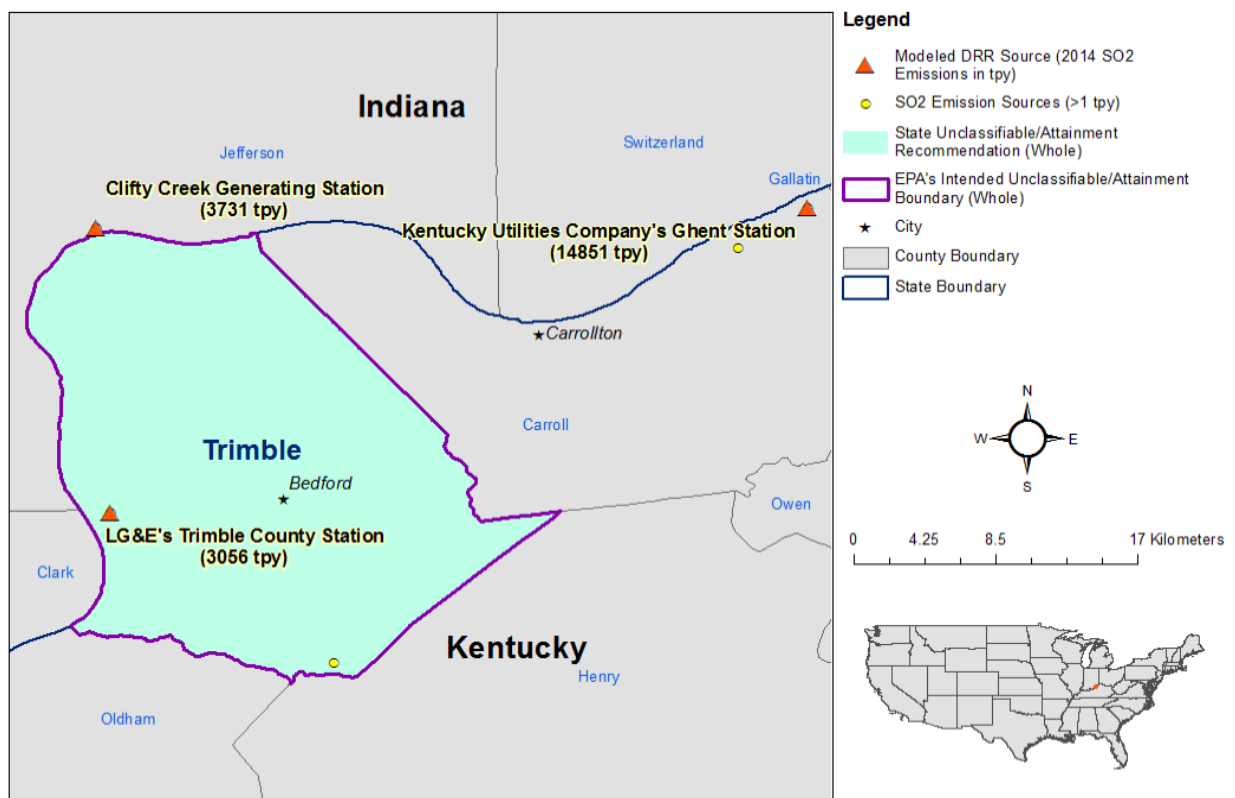 Indiana
Jefferson
Switzerland
Gallatin
Clifty Creek Generating Station
(3731 tpy)
Kentucky Utilities Company's Ghent Station
(14851 tpy)
Carrollton
Carroll
Trimble
Bedford
Owen
LG&E's Trimble County Station
(3056 tpy)
Clark
Kentucky
Henry
Oldham
Legend
Modeled DRR Source (2014 SO2
Emissions in tpy)
SO2 Emission Sources (>1 tpy)
State Unclassifiable/Attainment
Recommendation (Whole)
EPA's Intended Unclassifiable/Attainment
Boundary (Whole)
City
County Boundary
State Boundary
N
W E
S
0 4.25 8.5 17 Kilometers